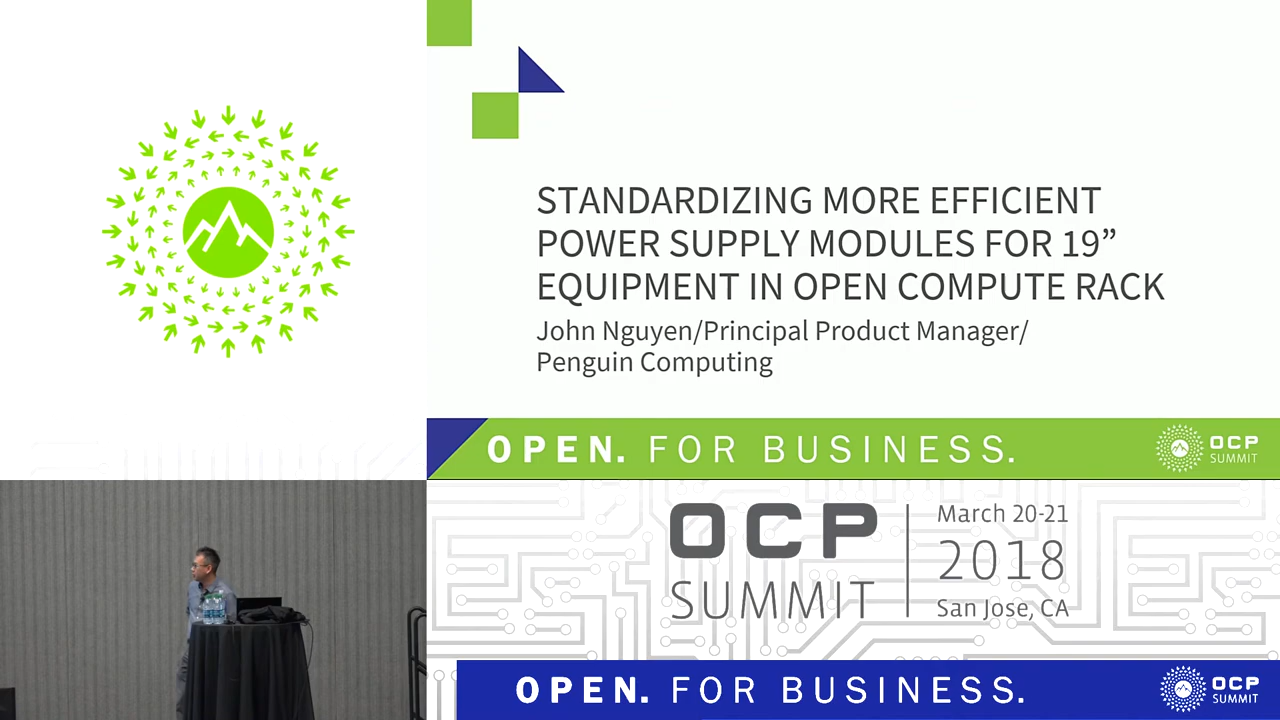 STANDARDIZING MORE EFFICIENT
POWER SUPPLY MODULES FOR 19”
EQUIPMENT IN OPEN COMPUTE RACK
John Nguyen/Principal Product Manager/
Penguin Computing
OPEN. FOR BUSINESS.
OCP
SUMMIT
OCP
SUMMIT
March 20-21
2018
San Jose, CA
OPEN. FOR BUSINESS.
OCP
SUMMIT